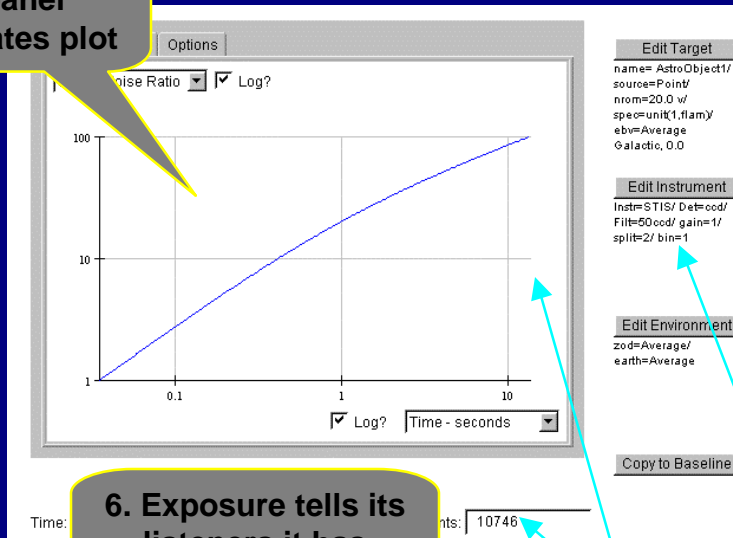 ates plot
Options
Edit Target
name= AstroObject1/
source=Point/
nrom=20.0 v/
spec=unit(1,flam)/
ebv=Average
Galactic, 0.0
Ratio Log?
100
10
1
0.1 1 10
Log? Time - seconds
Edit Instrument
Instr=STIS/ Det=ccd/
Filt=50ccd/ gain=1/
split=2/ bin=1
Edit Environment
zod=Average/
earth=Average
Copy to Baseline
Time:
6. Exposure tells its
listeners it has
10746